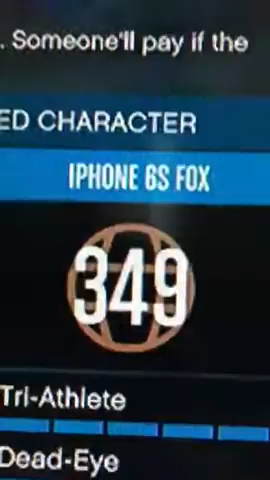 . Someone'll pay if the
ED CHARACTER
IPHONE 6S FOX
349
Tri-Athlete
Dead-Eye